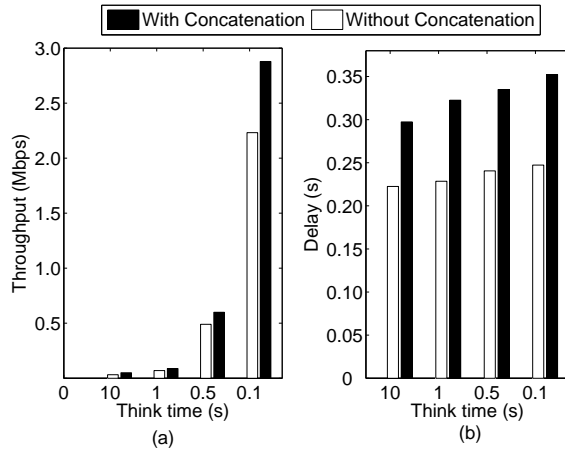 With Concatenation Without Concatenation
3.0
2.5
2.0
1.5
1.0
0.5
Throughput (Mbps)
0 10 1 0.5 0.1
Think time (s)
(a)
0.35
0.30
0.25
0.20
0.15
0.10
0.05
0
Delay (s)
10 1 0.5 0.1
Think time (s)
(b)